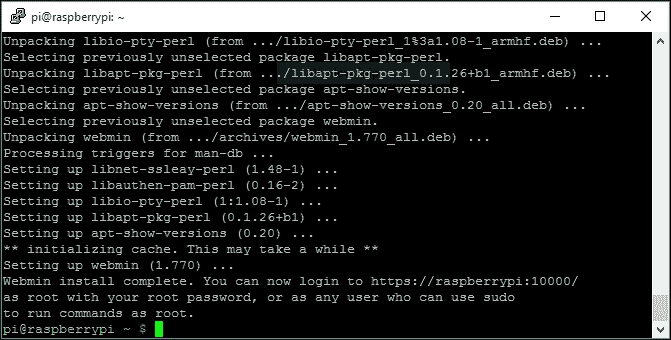 pi@raspberrypi: ~
Unpacking libio-pty-perl (from .../libio-pty-perl_1%3a1.08-1_armhf.deb) ...
Selecting previously unselected package libapt-pkg-perl.
Unpacking libapt-pkg-perl (from .../libapt-pkg-perl_0.1.26+b1_armhf.deb) ...
Selecting previously unselected package apt-show-versions.
Unpacking apt-show-versions (from .../apt-show-versions_0.20_all.deb) ...
Selecting previously unselected package webmin.
Unpacking webmin (from .../archives/webmin_1.770_all.deb) ...
Processing triggers for man-db ...
Setting up libnet-ssleay-perl (1.48-1) ...
Setting up libauthen-pam-perl (0.16-2) ...
Setting up libio-pty-perl (1:1.08-1) ...
Setting up libapt-pkg-perl (0.1.26+b1) ...
Setting up apt-show-versions (0.20) ...
** initializing cache. This may take a while **
Setting up webmin (1.770) ...
Webmin install complete. You can now login to https://raspberrypi:10000/
as root with your root password, or as any user who can use sudo
to run commands as root.
pi@raspberrypi ~ $